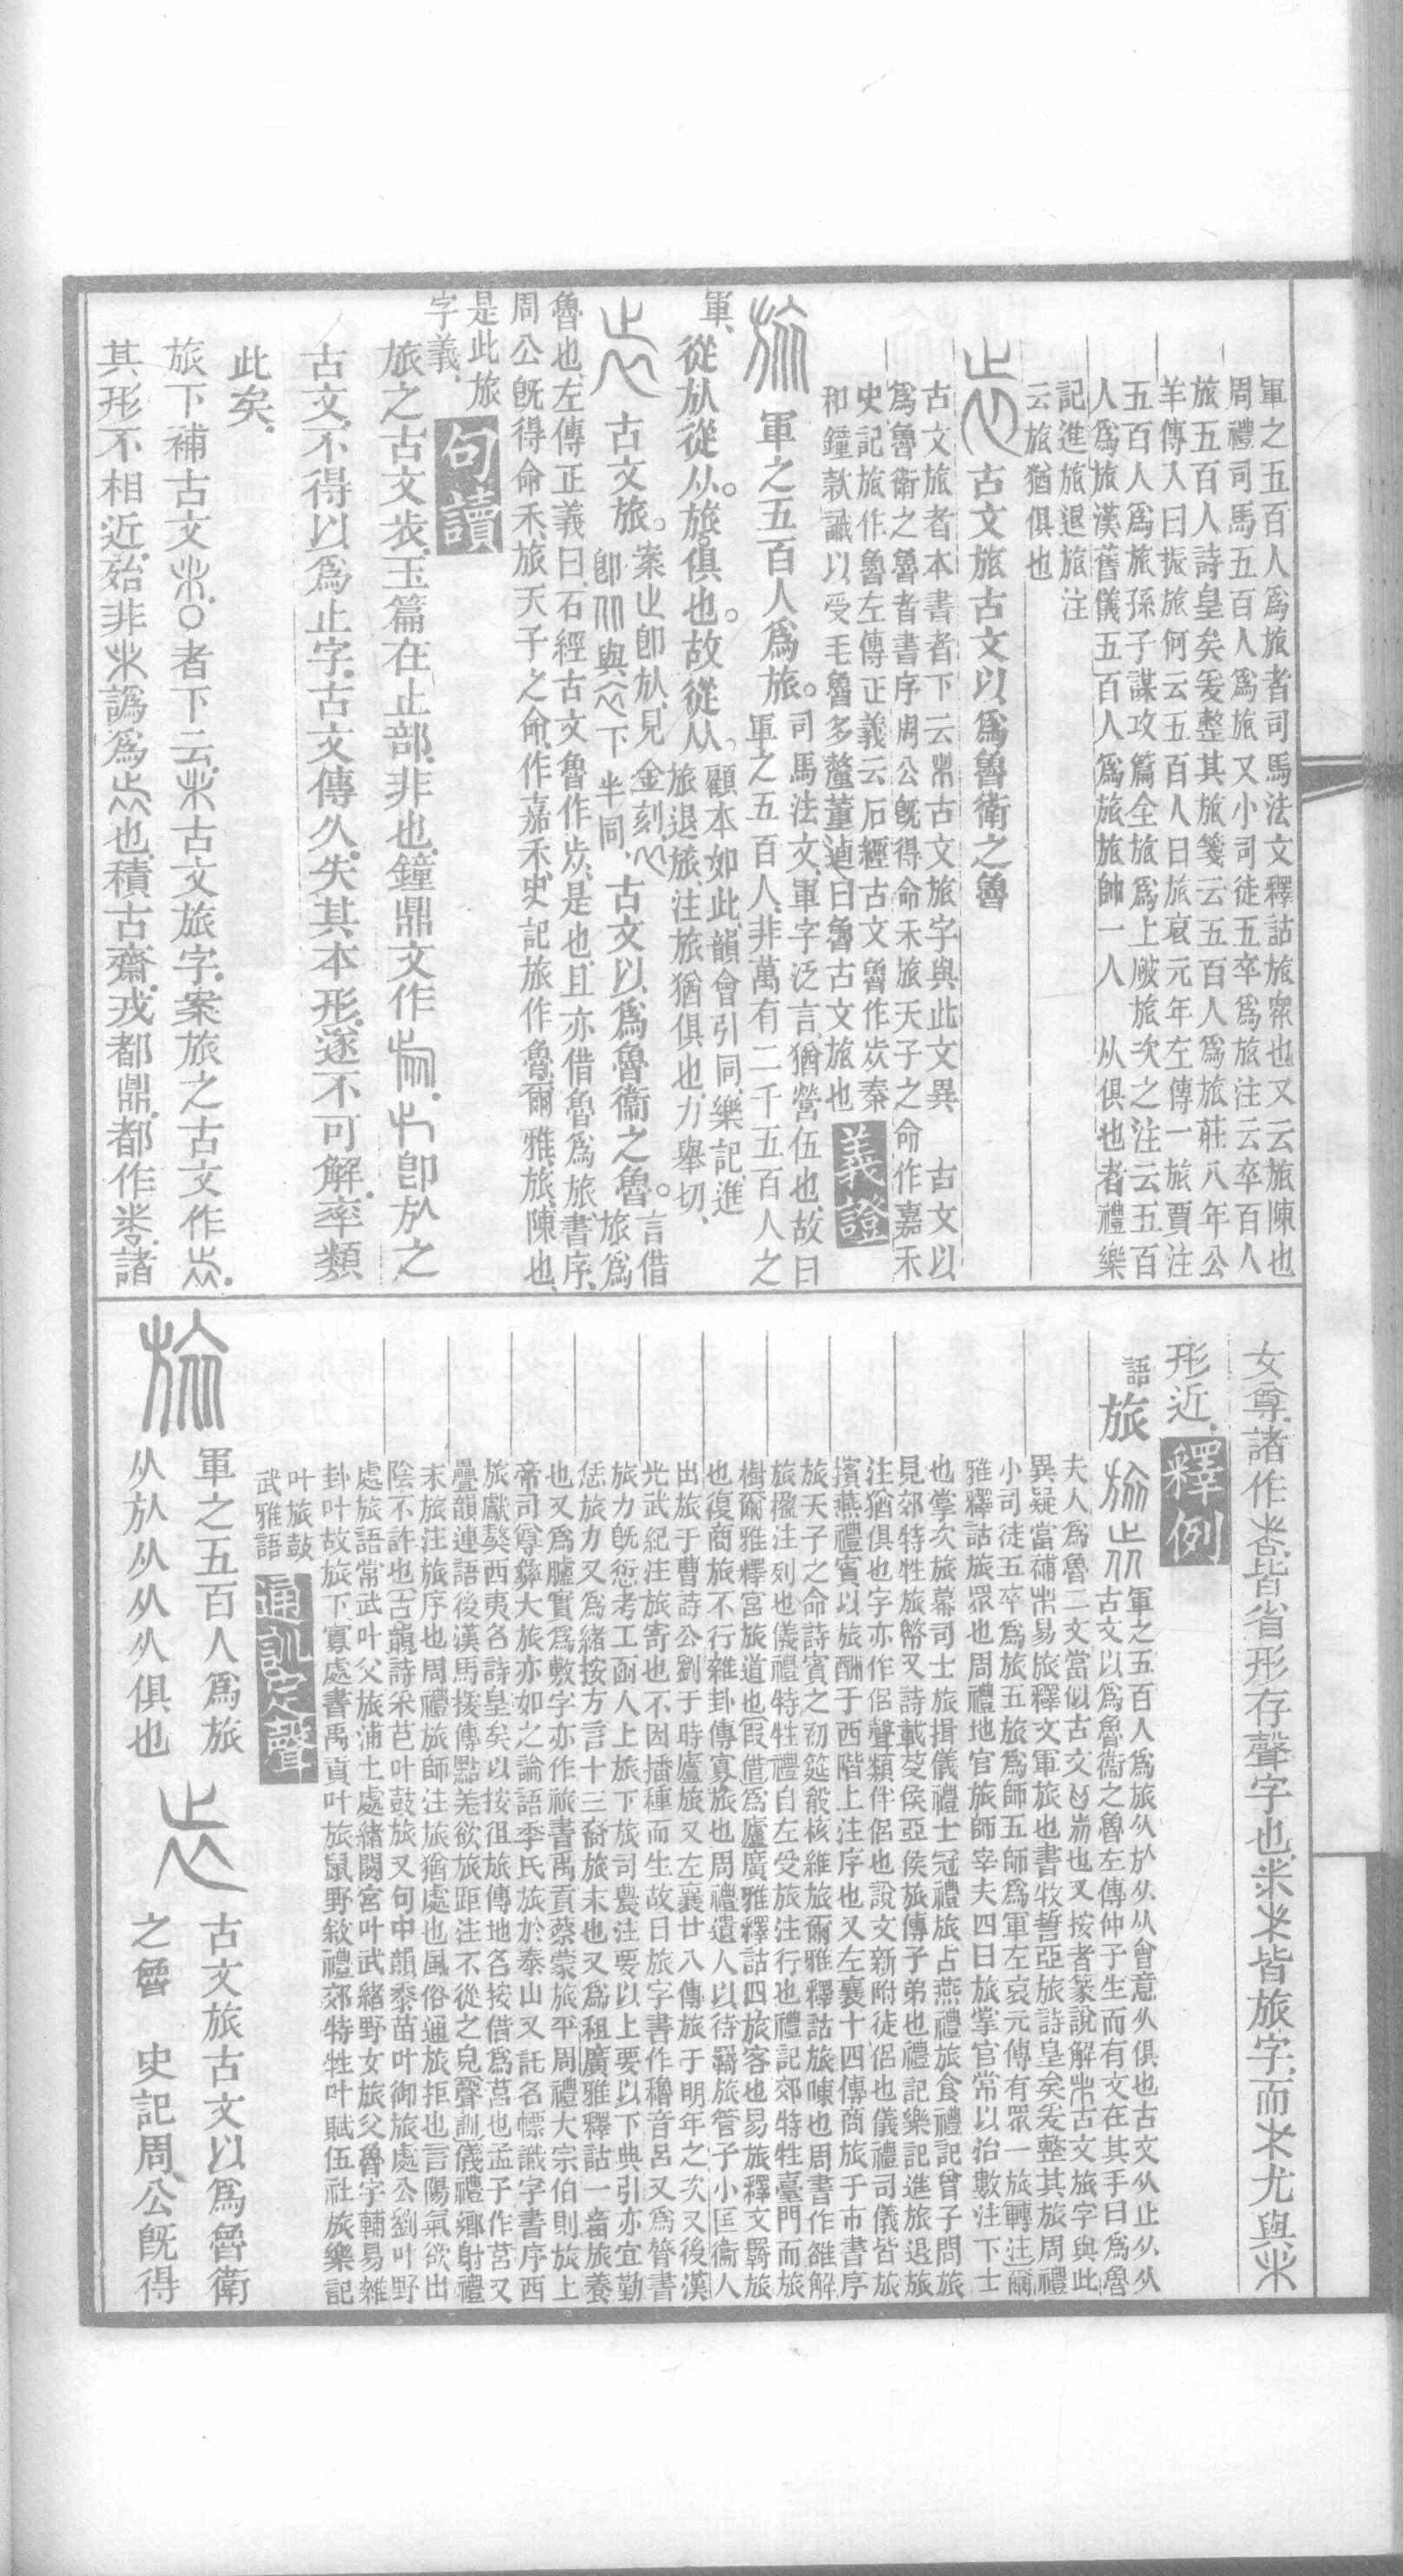 軍之五百人爲旅者司馬法文釋詁旅衆也又云旅陳也
周禮司馬五百人爲旅又小司徒五卒爲旅注云卒百人
旅五百人詩皇矣爰整其旅箋云五百人爲旅莊八年公
羊傳入曰振旅何云五百人曰旅哀元年左傳一旅賈注
五百人爲旅孫子謀攻篇全旅爲上破旅次之注云五百
人爲旅漢舊儀五百人爲旅旅帥一人 从俱也者禮樂
記進旅退旅注
云旅猶俱也
古文旅古文以爲魯衛之魯
古文旅者本書者下云古文旅字與此文異 古文以
爲魯衛之魯者書序周公旣得命禾旅天子之命作嘉禾
史記旅作魯左傳正義云石經古文魯作㳄秦
和鐘款識以受毛魯多釐董逌曰魯古文旅也
義證
軍之五百人爲旅。司馬法文、軍字泛言、猶營伍也、故曰
軍之五百人、非萬有二千五百人之
軍、
從㫃從从。旅俱也。故從从。顧本如此、韻會引同、樂記、進
旅退旅、注旅猶俱也、力舉切、
古文旅。案止卽㫃、見金刻、
卽與下半同、
古文以爲魯衞之魯。言借
旅爲
魯也、左傳正義曰、石經古文魯作、是也、且亦借魯爲旅、書序、
周公旣得命禾、旅天子之命、作嘉禾、史記旅作魯、爾雅、旅、陳也、
是此旅
字義、
句讀
旅之古文、玉篇在止部、非也、鐘鼎文作、卽㫃之
古文、不得以爲止字、古文傳久、失其本形、遂不可解、率類
此矣、
旅下補古文、○者下云、古文旅字、案旅之古文作、
其形不相近、殆非譌爲也、積古齋、戎都鼎、都作、諸
女尊、諸作、皆省形存聲字也、皆旅字、而尤與
形近、
釋例
語
旅
軍之五百人爲旅从㫃从从會意从俱也古文从止从从
古文以爲魯衞之魯左傳仲子生而有文在其手曰爲魯
夫人爲魯二文當似古文也又按者篆說解古文旅字與此
異疑當補易旅釋文軍旅也書牧誓亞旅詩皇矣爰整其旅周禮
小司徒五卒爲旅五旅爲師五師爲軍左哀元傳有眾一旅轉注爾
雅釋詁旅眾也周禮地官旅師宰夫四曰旅掌官常以治數注下士
也掌次旅幕司士旅揖儀禮士冠禮旅占燕禮旅食禮記曾子問旅
見郊特牲旅幣又詩載芟侯亞侯旅傳子弟也禮記樂記進旅退旅
注猶俱也字亦作侶聲類伴侶也說文新附徒侶也儀禮司儀皆旅
擯燕禮賓以旅酬于西階上注序也又左襄十四傳商旅于市書序
旅天子之命詩賓之初筵殽核維旅爾雅釋詁旅陳也周書作雒解
旅楹注列也儀禮特牲禮自左受旅注行也禮記郊特牲臺門而旅
樹爾雅釋宮旅道也假借爲廬廣雅釋詁四旅客也易旅釋文羈旅
也復商旅不行雜卦傳寡旅也周禮遺人以待羈旅管子小匡衞人
出旅于曹詩公劉于時廬旅又左襄廿八傳旅于明年之次又後漢
光武紀注旅寄也不因播種而生故曰旅字書作穭音呂又爲膂書
旅力旣愆考工函人上旅下旅司農注要以上要以下典引亦宜勤
恁旅力又爲緒按方言十三裔旅末也又爲租廣雅釋詁一旅養
也又爲臚實爲敷字亦作祣書禹貢蔡蒙旅平周禮大宗伯則旅上
帝司尊彝大旅亦如之論語季氏旅於泰山又託名幖識字書序西
旅獻獒西夷名詩皇矣以按徂旅傳地名按借爲莒也孟子作莒又
疊韻連語後漢馬援傳點羌欲旅距注不從之皃聲訓儀禮鄉射禮
末旅注旅序也周禮旅師注旅猶處也風俗通旅拒也言陽氣欲出
陰不許也古韻詩采芑叶鼓旅又句中韻黍苗叶御旅處公劉叶野
處旅語常武叶父旅浦土處緒閟宮叶武緒野女旅父魯字輔易雜
卦叶故旅下寡處書禹貢叶旅鼠野敘禮郊特牲叶賦伍社旅樂記
叶旅鼓
武雅語
通訓定聲
軍之五百人爲旅
从㫃从从从俱也
古文旅古文以爲魯衛
之魯 史記周公旣得